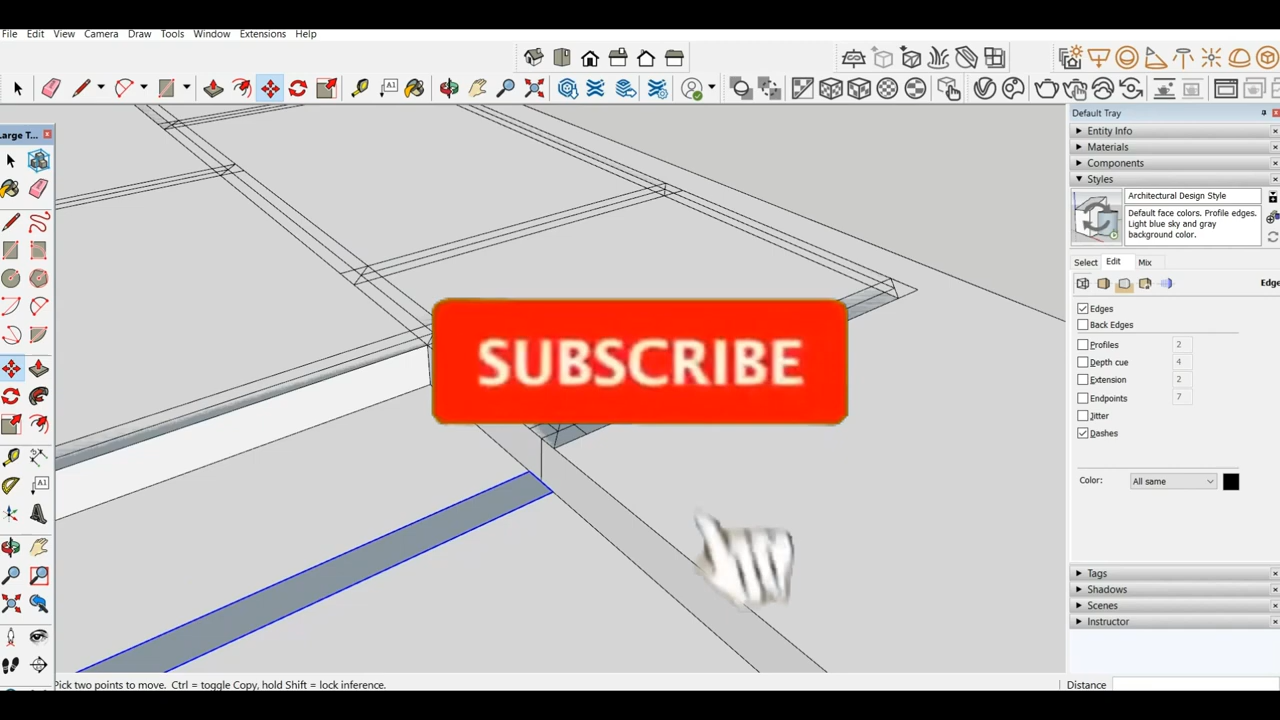 File Edit View Camera Draw Tools Window Extensions Help
Default Tray
Large T...
Entity Info
Materials
Components
Styles
Architectural Design Style
Default face colors. Profile edges.
Light blue sky and gray
background color.
Select Edit Mix
Edge
Edges
Back Edges
Profiles 2
Depth cue 4
Extension 2
Endpoints 7
Jitter
Dashes
Color: All same
SUBSCRIBE
Tags
Shadows
Scenes
Instructor
Pick two points to move. Ctrl = toggle Copy, hold Shift = lock inference.
Distance